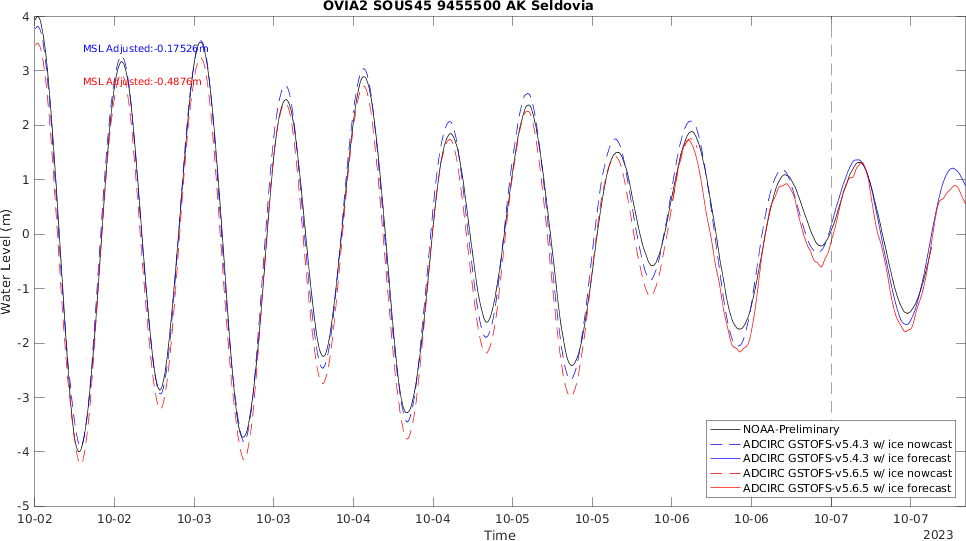 OVIA2 SOUS45 9455500 AK Seldovia
MSL Adjusted:-0.17526m
MSL Adjusted:-0.4876m
Water Level (m)
4
3
2
1
0
-1
-2
-3
-4
-5
NOAA-Preliminary
ADCIRC GSTOFS-v5.4.3 w/ ice nowcast
ADCIRC GSTOFS-v5.4.3 w/ ice forecast
ADCIRC GSTOFS-v5.6.5 w/ ice nowcast
ADCIRC GSTOFS-v5.6.5 w/ ice forecast
10-02 10-02 10-03 10-03 10-04 10-04 10-05 10-05 10-06 10-06 10-07 10-07
Time
2023